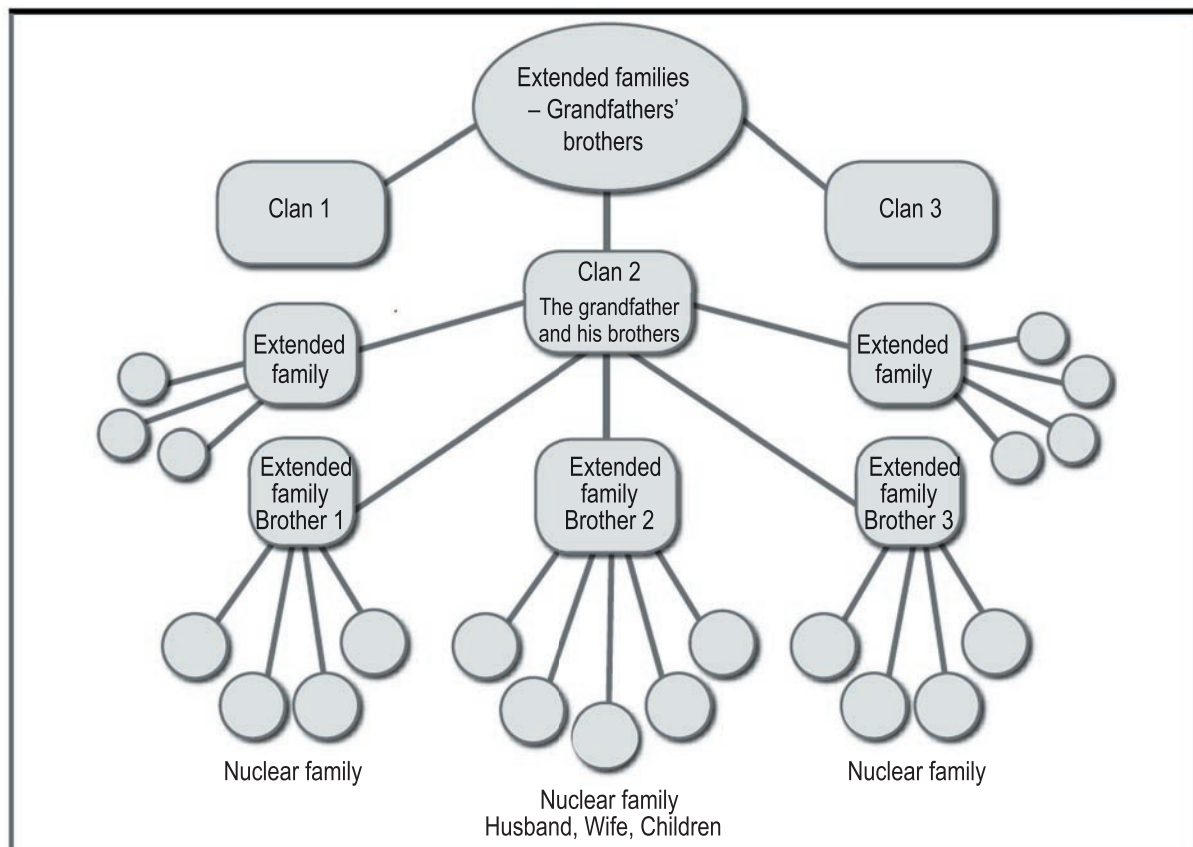 Extended families
– Grandfathers’
brothers
Clan 1
Clan 3
Clan 2
The grandfather
and his brothers
Extended
family
Extended
family
Extended
family
Brother 1
Extended
family
Brother 2
Extended
family
Brother 3
Nuclear family
Nuclear family
Husband, Wife, Children
Nuclear family